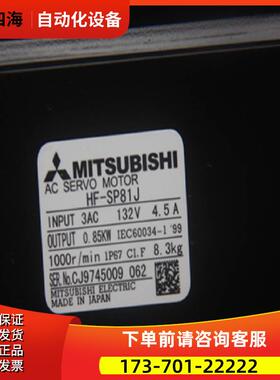 四海 自动化设备
MITSUBISHI
AC SERVO MOTOR
HF-SP81J
INPUT 3AC 132V 4.5A
OUTPUT 0.85KW IEC60034-1 '99
1000r/min IP67 CI.F 8.3kg
SER.No.CJ9745009 062
MITSUBISHI ELECTRIC
MADE IN JAPAN
下单前请咨询客服
173-701-22222